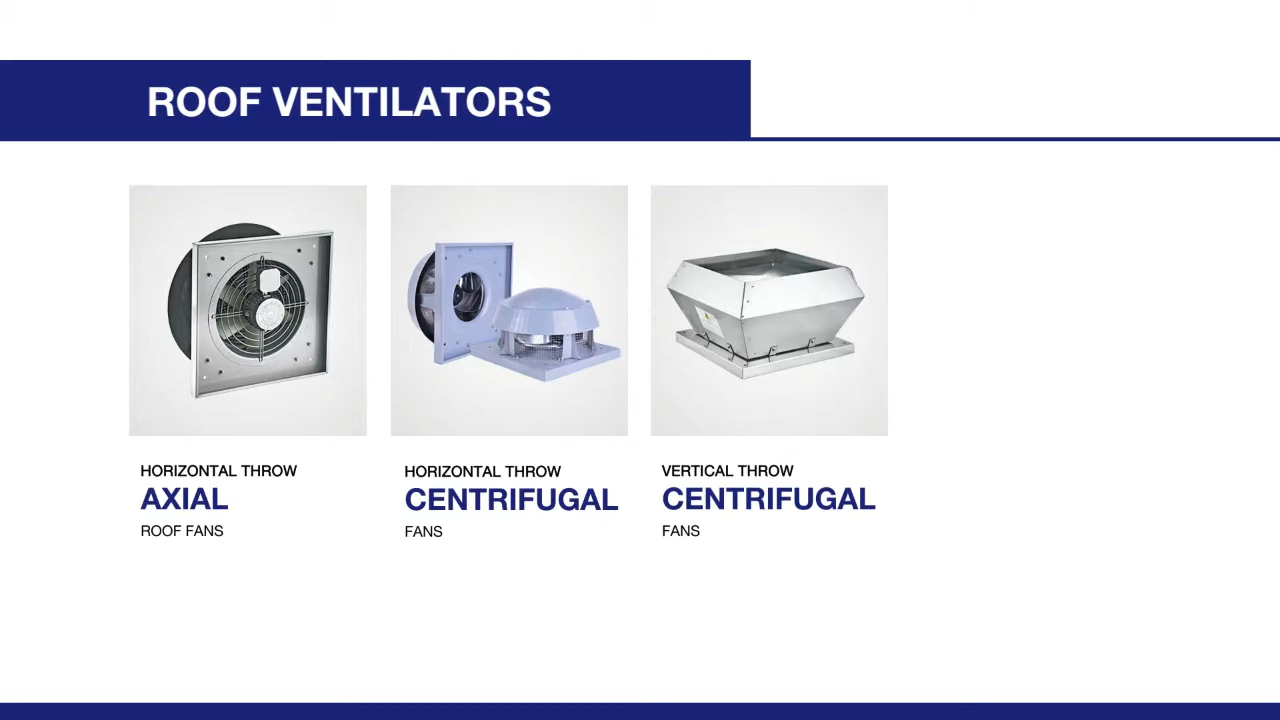 ROOF VENTILATORS
HORIZONTAL THROW
AXIAL
ROOF FANS
HORIZONTAL THROW
CENTRIFUGAL
FANS
VERTICAL THROW
CENTRIFUGAL
FANS